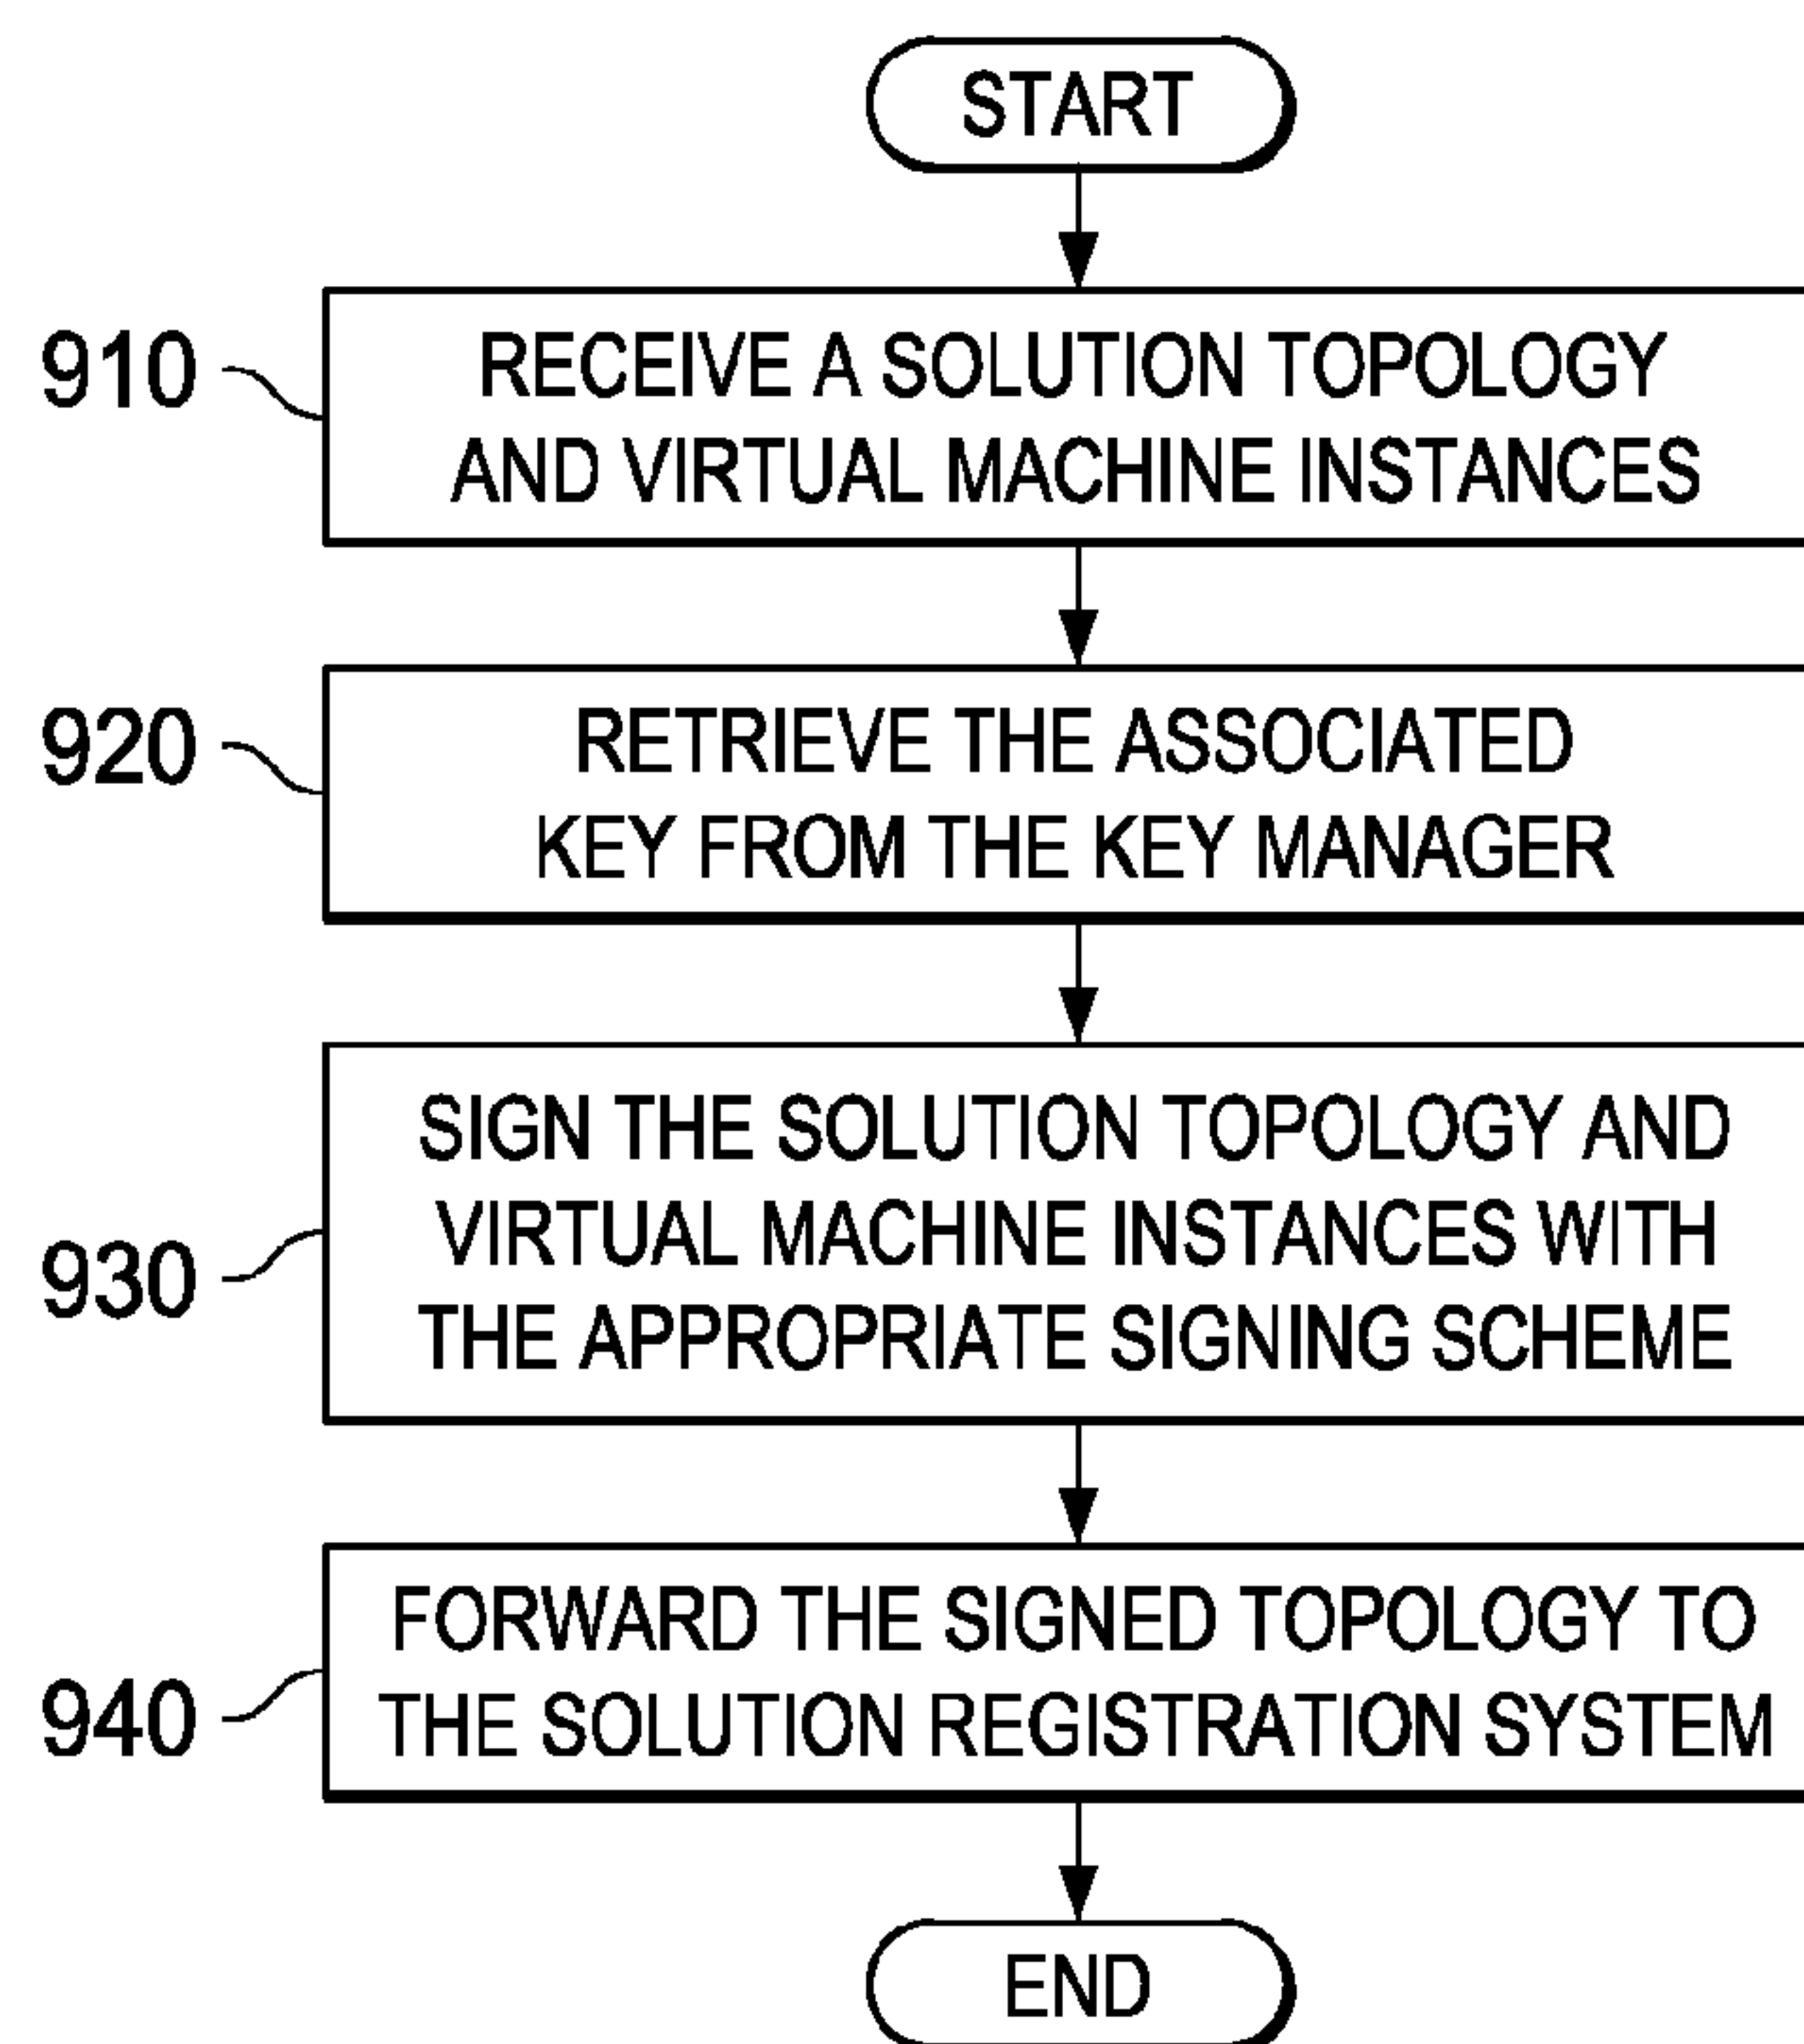 START
910
RECEIVE A SOLUTION TOPOLOGY
AND VIRTUAL MACHINE INSTANCES
920
RETRIEVE THE ASSOCIATED
KEY FROM THE KEY MANAGER
930
SIGN THE SOLUTION TOPOLOGY AND
VIRTUAL MACHINE INSTANCES WITH
THE APPROPRIATE SIGNING SCHEME
940
FORWARD THE SIGNED TOPOLOGY TO
THE SOLUTION REGISTRATION SYSTEM
END